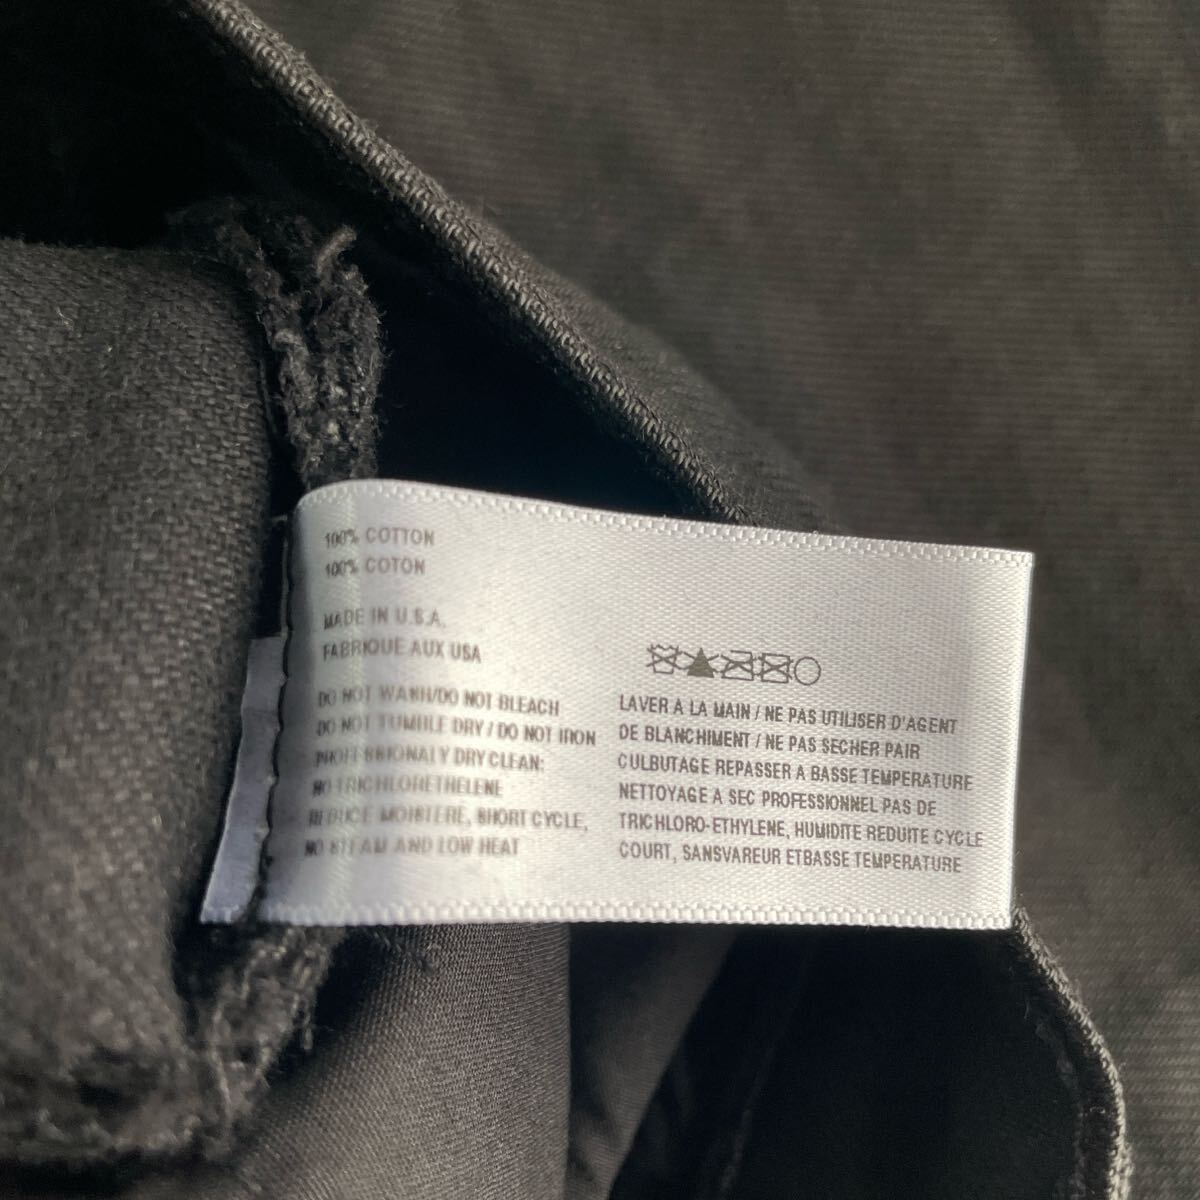 100% COTTON
100% COTON
MADE IN U.S.A.
FABRIQUE AUX USA
DO NOT WASH/DO NOT BLEACH
DO NOT TUMBLE DRY / DO NOT IRON
PROFESSIONALY DRY CLEAN:
NO TRICHLORETHELENE
REDUCE MOISTERE, SHORT CYCLE,
NO STEAM AND LOW HEAT
LAVER A LA MAIN / NE PAS UTILISER D'AGENT
DE BLANCHIMENT / NE PAS SECHER PAIR
CULBUTAGE REPASSER A BASSE TEMPERATURE
NETTOYAGE A SEC PROFESSIONNEL PAS DE
TRICHLORO-ETHYLENE, HUMIDITE REDUITE CYCLE
COURT, SANSVAREUR ETBASSE TEMPERATURE